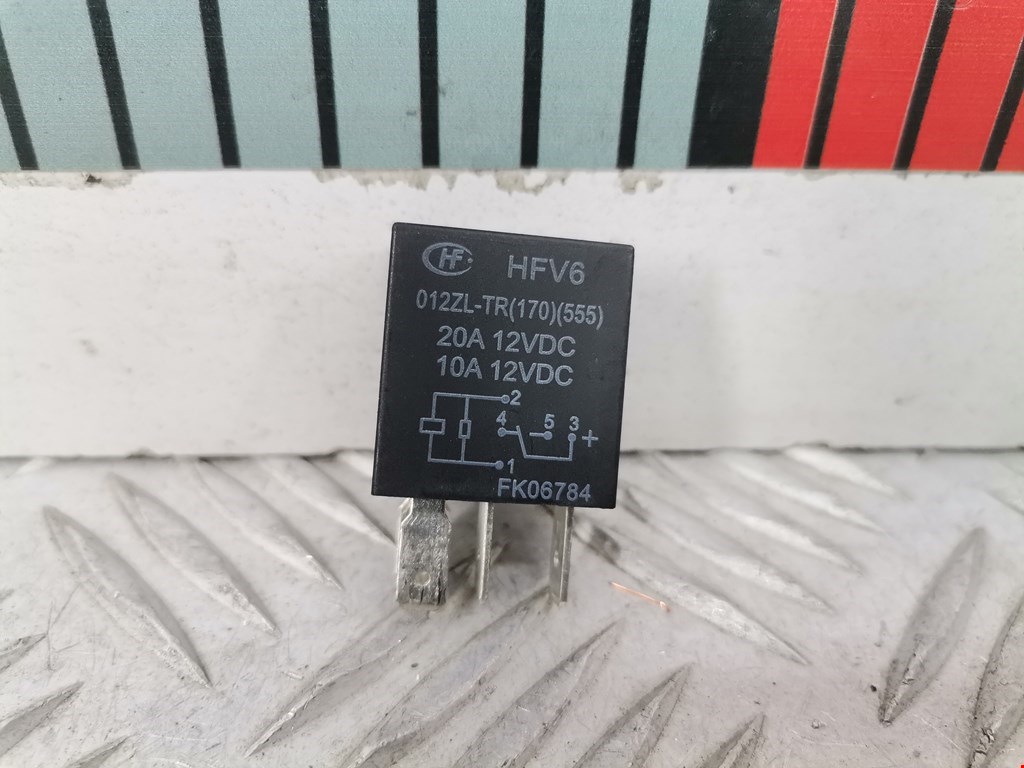 HF HFV6
012ZL-TR(170)(555)
20A 12VDC
10A 12VDC
2
4 5 3 +
1
FK06784